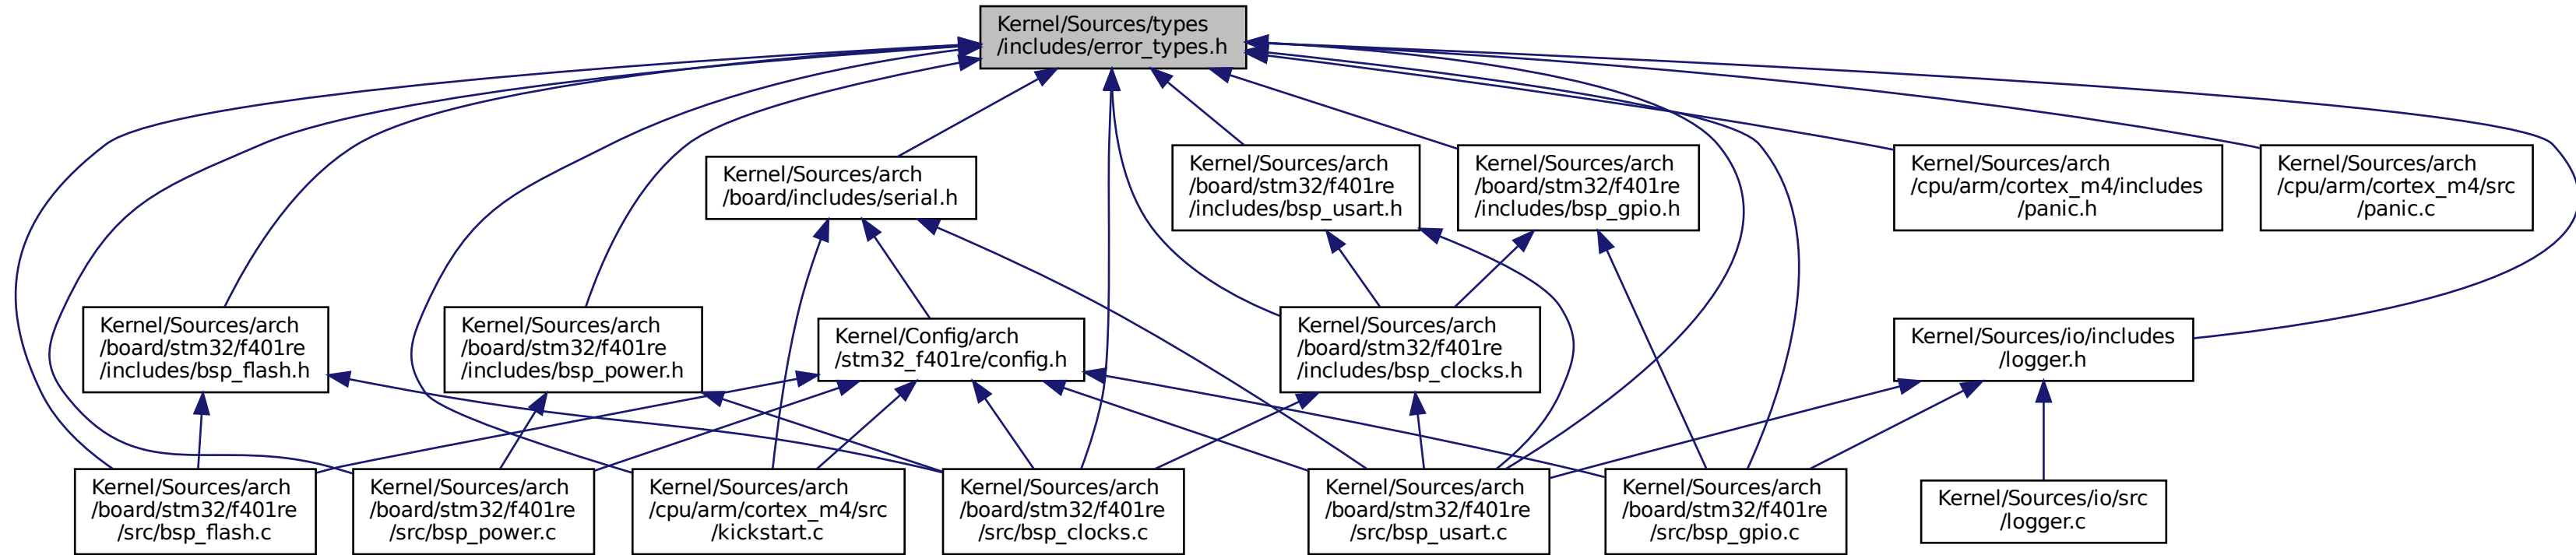 Kernel/Sources/types
/includes/error_types.h
Kernel/Sources/arch
/board/includes/serial.h
Kernel/Sources/arch
/board/stm32/f401re
/includes/bsp_usart.h
Kernel/Sources/arch
/board/stm32/f401re
/includes/bsp_gpio.h
Kernel/Sources/arch
/cpu/arm/cortex_m4/includes
/panic.h
Kernel/Sources/arch
/cpu/arm/cortex_m4/src
/panic.c
Kernel/Sources/arch
/board/stm32/f401re
/includes/bsp_flash.h
Kernel/Sources/arch
/board/stm32/f401re
/includes/bsp_power.h
Kernel/Config/arch
/stm32_f401re/config.h
Kernel/Sources/arch
/board/stm32/f401re
/includes/bsp_clocks.h
Kernel/Sources/io/includes
/logger.h
Kernel/Sources/arch
/board/stm32/f401re
/src/bsp_flash.c
Kernel/Sources/arch
/board/stm32/f401re
/src/bsp_power.c
Kernel/Sources/arch
/cpu/arm/cortex_m4/src
/kickstart.c
Kernel/Sources/arch
/board/stm32/f401re
/src/bsp_clocks.c
Kernel/Sources/arch
/board/stm32/f401re
/src/bsp_usart.c
Kernel/Sources/arch
/board/stm32/f401re
/src/bsp_gpio.c
Kernel/Sources/io/src
/logger.c